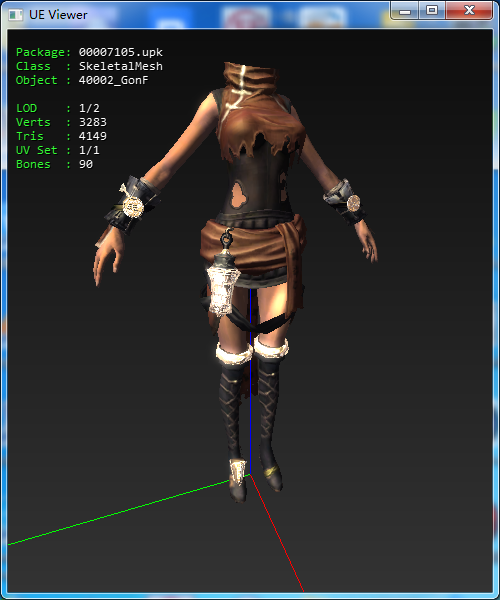 UE Viewer
Package: 00007105.upk
Class : SkeletalMesh
Object : 40002_GonF
LOD : 1/2
Verts : 3283
Tris : 4149
UV Set : 1/1
Bones : 90